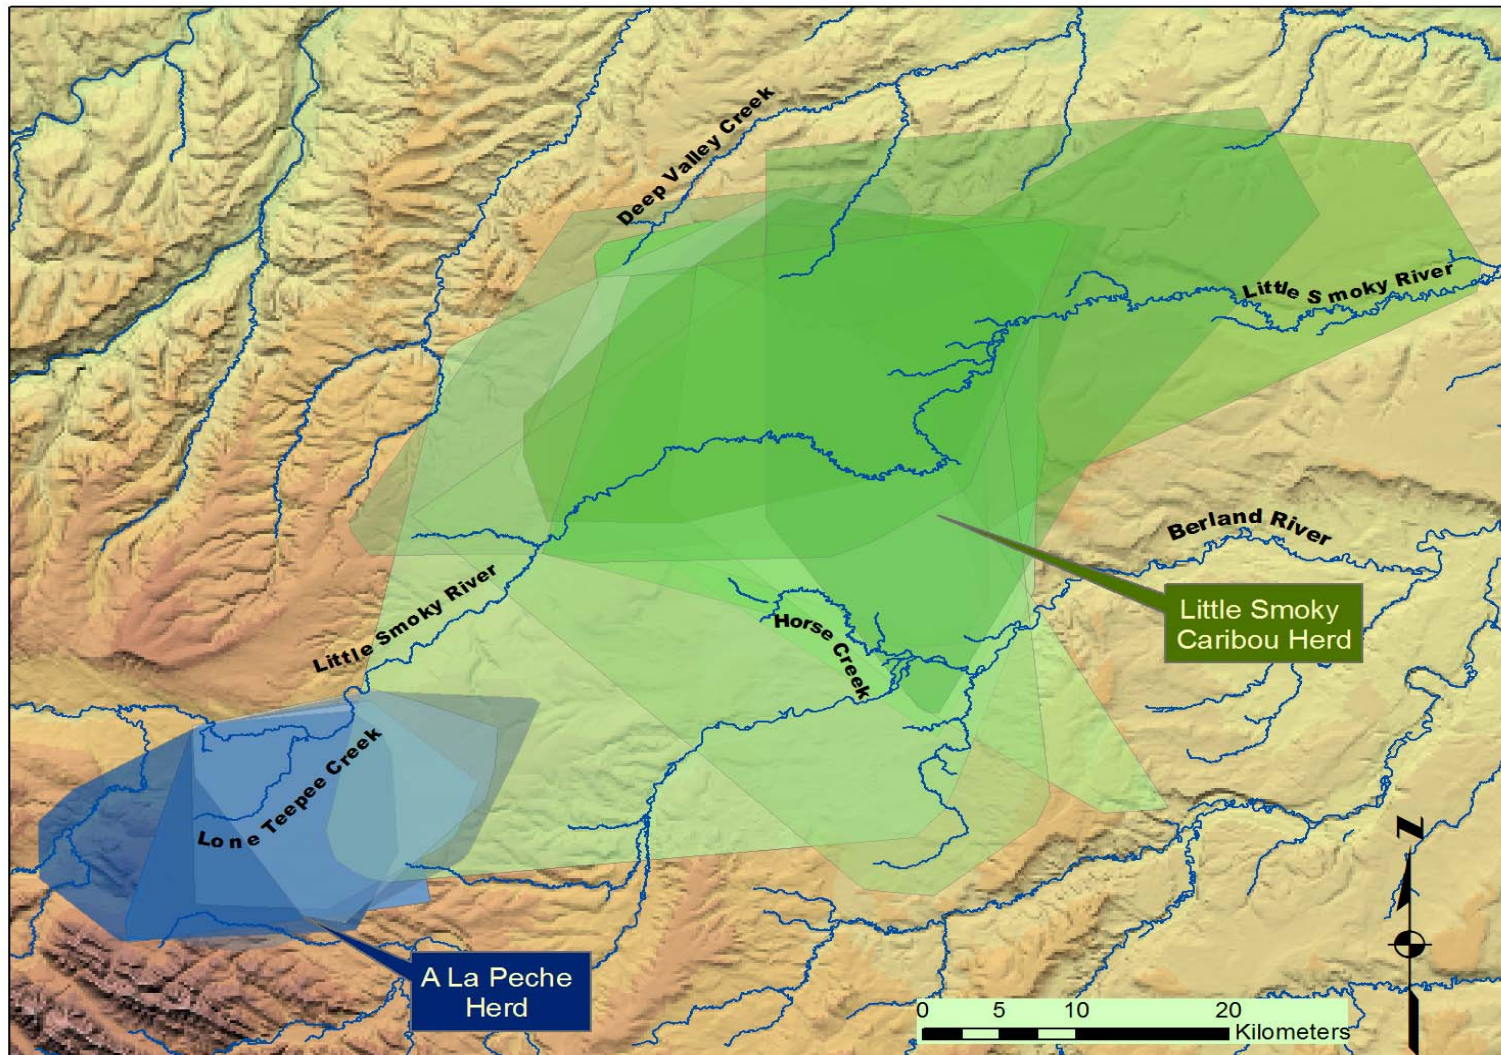 Deep Valley Creek
Little Smoky River
Berland River
Little Smoky
Caribou Herd
Little Smoky River
Horse Creek
Lone Teepee Creek
A La Peche
Herd
N
0 5 10 20
Kilometers